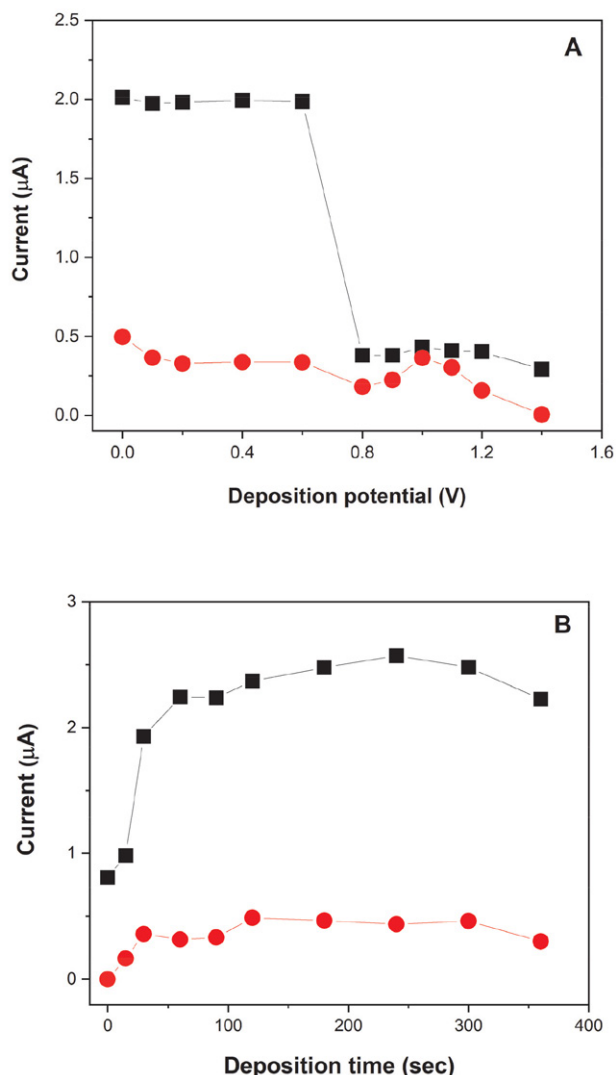 A
2.5
2.0
1.5
1.0
0.5
0.0
Current (μA)
0.0 0.4 0.8 1.2 1.6
Deposition potential (V)
B
3
2
1
0
Current (μA)
0 100 200 300 400
Deposition time (sec)